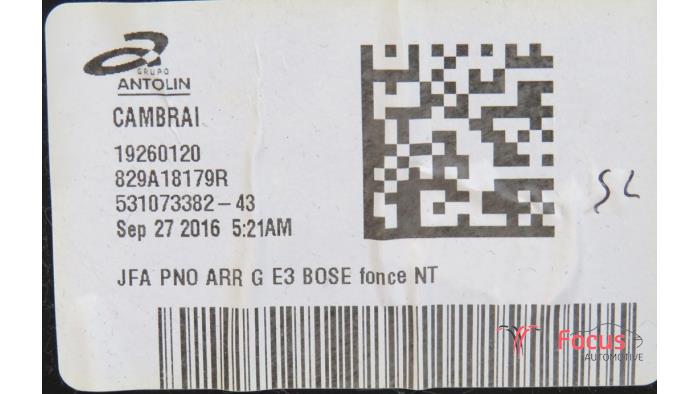 GRUPO
ANTOLIN
CAMBRAI
19260120
829A18179R
531073382-43
Sep 27 2016 5:21AM
SL
JFA PNO ARR G E3 BOSE fonce NT
Focus
AUTOMOTIVE